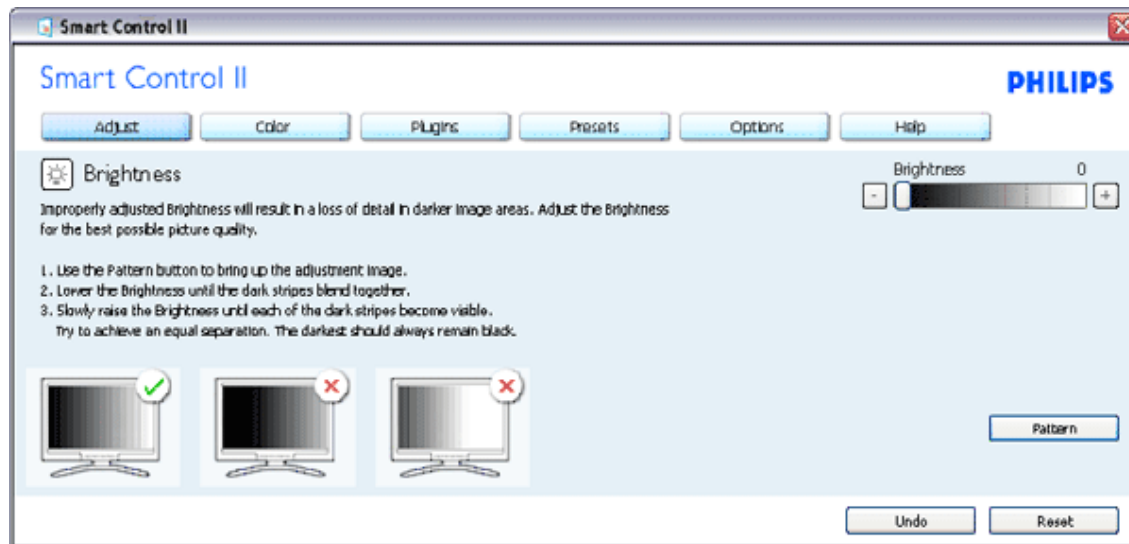 Smart Control II
Smart Control II
PHILIPS
Adjust Color Plugins Presets Options Help
Brightness
Brightness 0
- +
Improperly adjusted Brightness will result in a loss of detail in darker image areas. Adjust the Brightness
for the best possible picture quality.
1. Use the Pattern button to bring up the adjustment image.
2. Lower the Brightness until the dark stripes blend together.
3. Slowly raise the Brightness until each of the dark stripes become visible.
Try to achieve an equal separation. The darkest should always remain black.
Pattern
Undo Reset